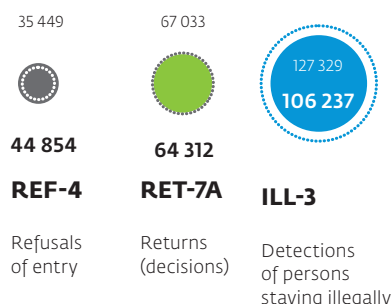 35 449
44 854
REF-4
Refusals
of entry
67 033
64 312
RET-7A
Returns
(decisions)
127 329
106 237
ILL-3
Detections
of persons
staying illegally